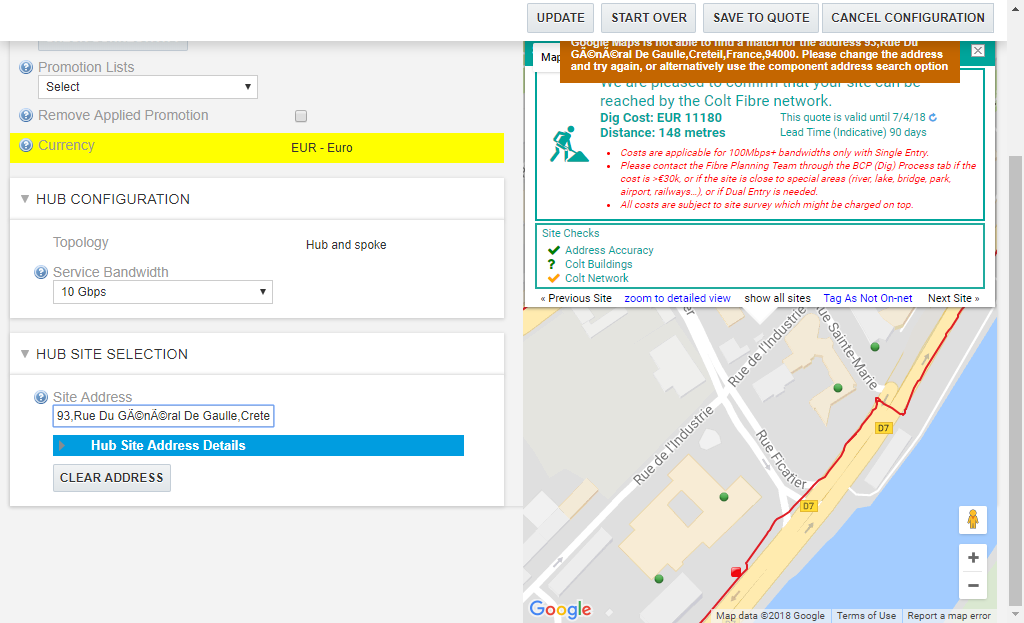 UPDATE
START OVER
SAVE TO QUOTE
CANCEL CONFIGURATION
Promotion Lists
Select
Remove Applied Promotion
Currency
EUR - Euro
HUB CONFIGURATION
Topology
Hub and spoke
Service Bandwidth
10 Gbps
HUB SITE SELECTION
Site Address
93,Rue Du GÃ©nÃ©ral De Gaulle,Crete
Hub Site Address Details
CLEAR ADDRESS
Map
Google Maps is not able to find a match for the address 93,Rue Du
GÃ©nÃ©ral De Gaulle,Creteil,France,94000. Please change the address
and try again, or alternatively use the component address search option
We are pleased to confirm that your site can be
reached by the Colt Fibre network.
Dig Cost: EUR 11180
This quote is valid until 7/4/18
Distance: 148 metres
Lead Time (Indicative) 90 days
Costs are applicable for 100Mbps+ bandwidths only with Single Entry.
Please contact the Fibre Planning Team through the BCP (Dig) Process tab if the
cost is >€30k, or if the site is close to special areas (river, lake, bridge, park,
airport, railways...), or if Dual Entry is needed.
All costs are subject to site survey which might be charged on top.
Site Checks
Address Accuracy
? Colt Buildings
Colt Network
« Previous Site
zoom to detailed view
show all sites
Tag As Not On-net
Next Site »
Rue de l'Industrie
Rue Sainte-Marie
Rue de l'Industrie
Rue Ficatier
D7
D7
Google
Map data ©2018 Google
Terms of Use
Report a map error